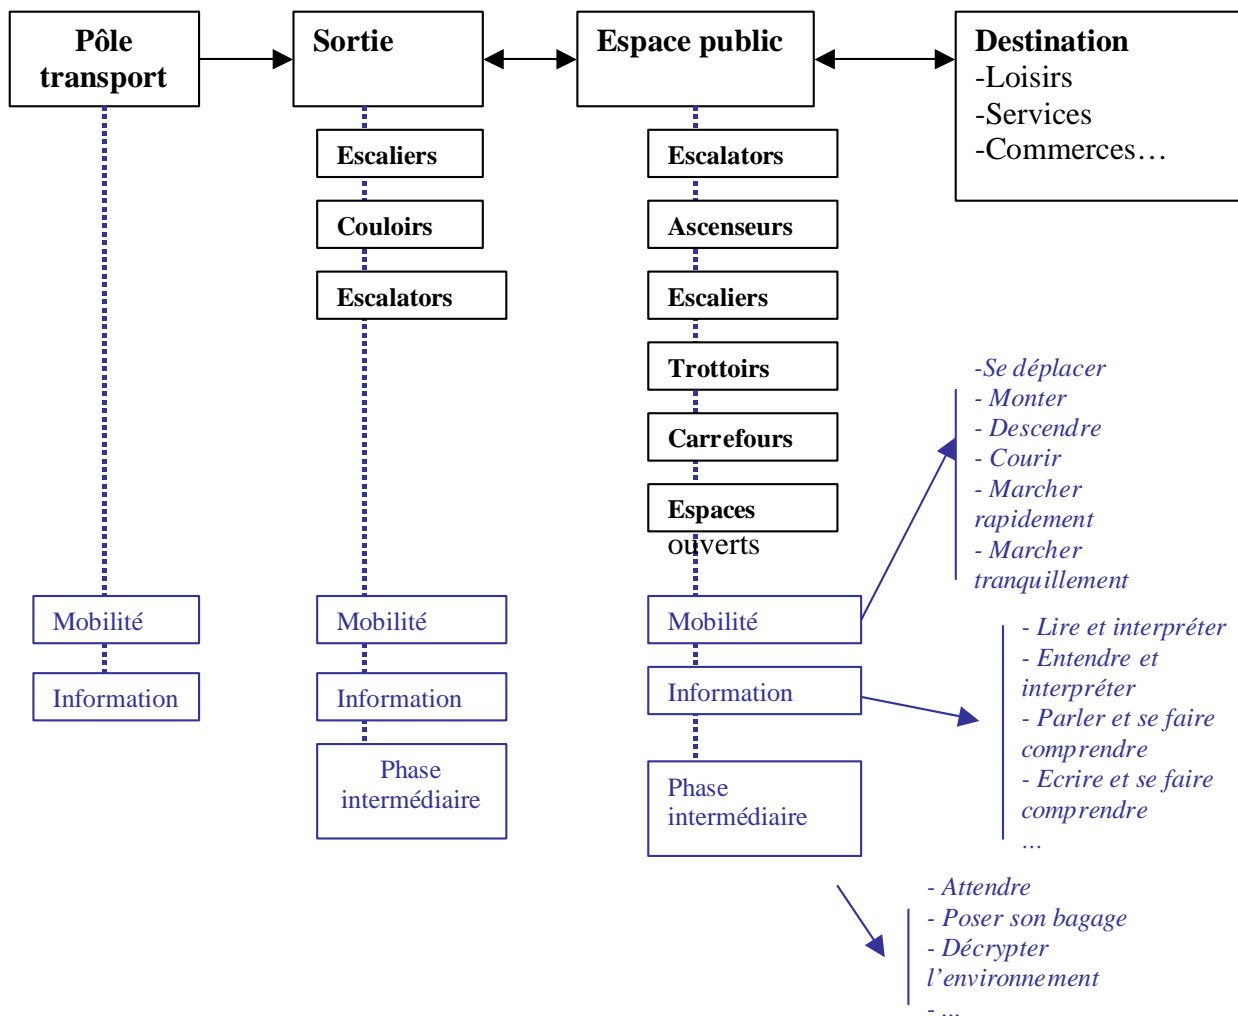 Pôle
transport
Sortie
Espace public
Destination
-Loisirs
-Services
-Commerces…
Escaliers
Couloirs
Escalators
Escalators
Ascenseurs
Escaliers
Trottoirs
Carrefours
Espaces
ouverts
Mobilité
Information
Mobilité
Information
Phase
intermédiaire
Mobilité
Information
Phase
intermédiaire
-Se déplacer
- Monter
- Descendre
- Courir
- Marcher
rapidement
- Marcher
tranquillement
- Lire et interpréter
- Entendre et
interpréter
- Parler et se faire
comprendre
- Ecrire et se faire
comprendre
...
- Attendre
- Poser son bagage
- Décrypter
l’environnement
- ...